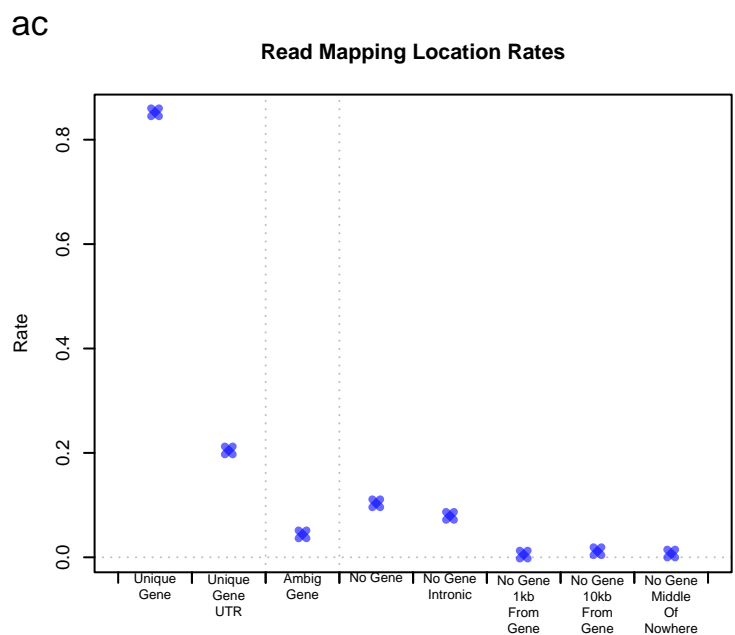 ac
Read Mapping Location Rates
Rate
0.8
0.6
0.4
0.2
0.0
Unique
Gene
Unique
Gene
UTR
Ambig
Gene
No Gene
No Gene
Intronic
No Gene
1kb
From
Gene
No Gene
10kb
From
Gene
No Gene
Middle
Of
Nowhere